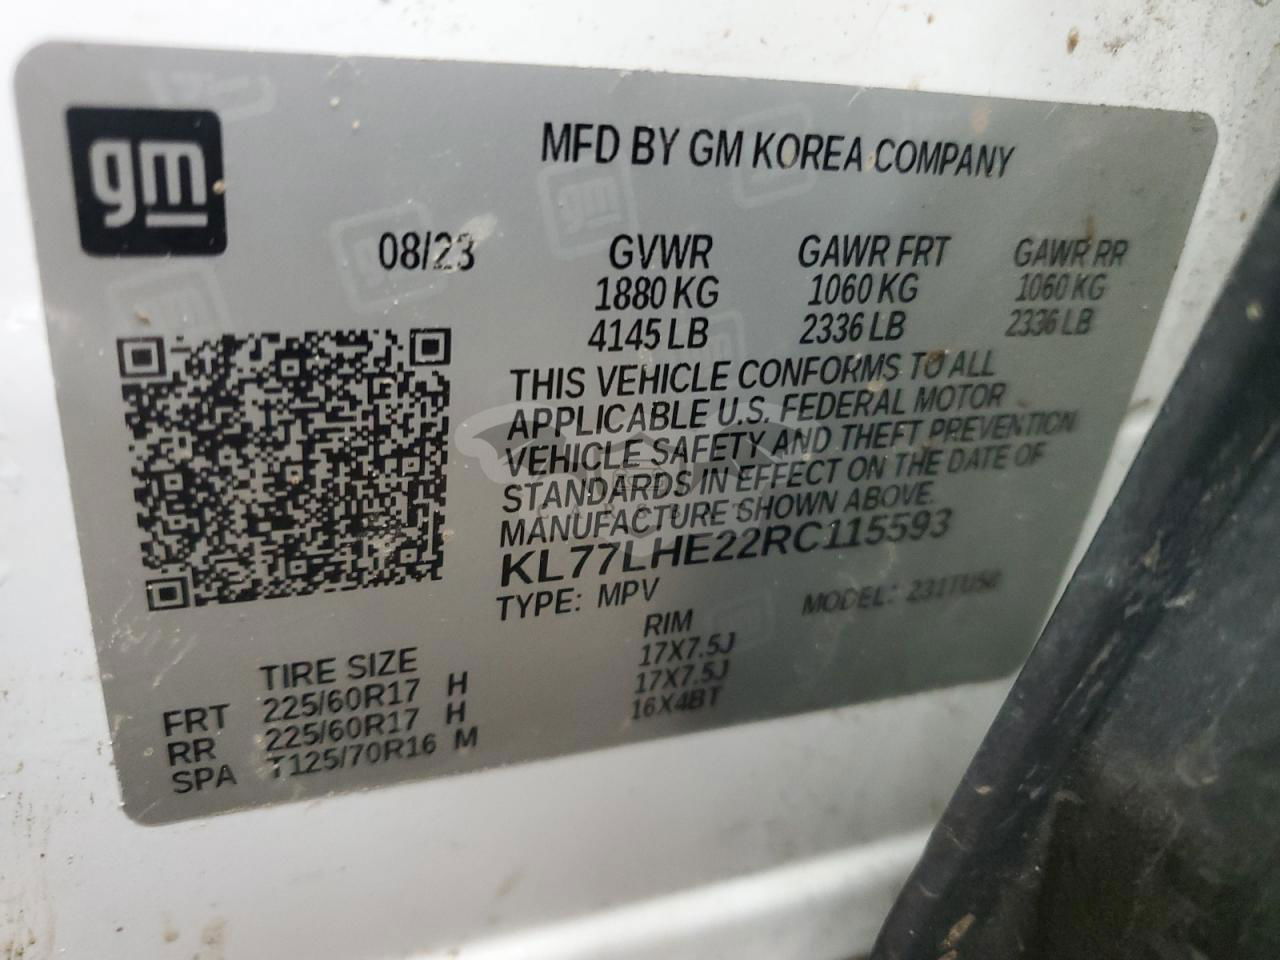 gm
MFD BY GM KOREA COMPANY
08/23 GVWR GAWR FRT GAWR RR
1880 KG 1060 KG 1060 KG
4145 LB 2336 LB 2336 LB
THIS VEHICLE CONFORMS TO ALL
APPLICABLE U.S. FEDERAL MOTOR
VEHICLE SAFETY AND THEFT PREVENTION
STANDARDS IN EFFECT ON THE DATE OF
MANUFACTURE SHOWN ABOVE.
KL77LHE22RC115593
TYPE: MPV MODEL: 231TU58
TIRE SIZE RIM
FRT 225/60R17 H 17X7.5J
RR 225/60R17 H 17X7.5J
SPA T125/70R16 M 16X4BT